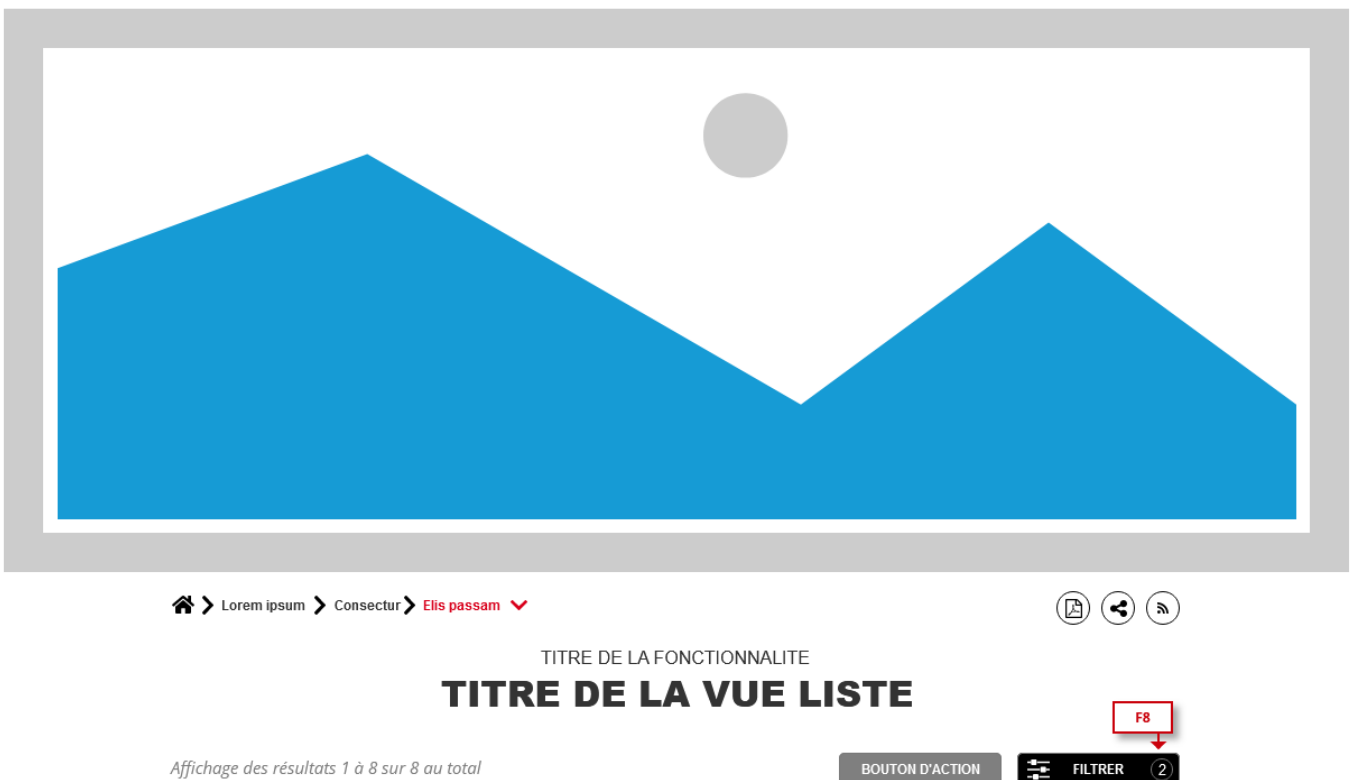 Lorem ipsum Consectur Elis passam
TITRE DE LA FONCTIONNALITE
TITRE DE LA VUE LISTE
F8
Affichage des résultats 1 à 8 sur 8 au total BOUTON D'ACTION FILTRER 2